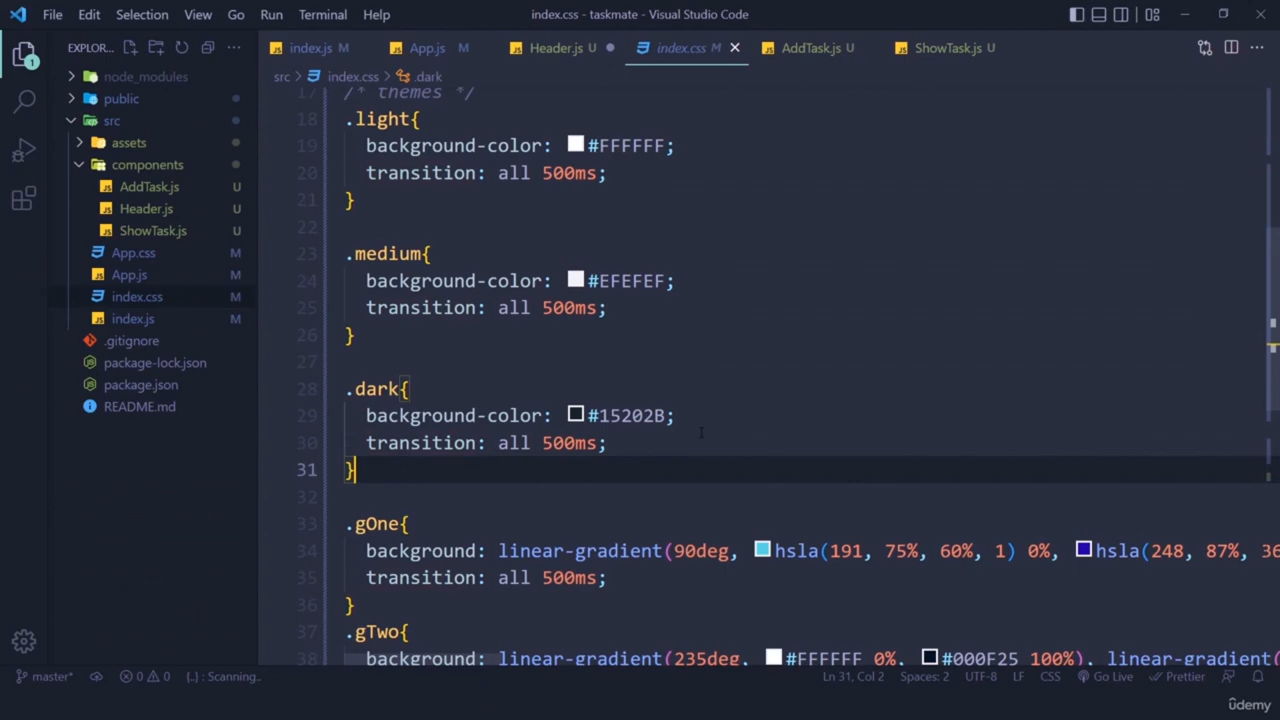 File Edit Selection View Go Run Terminal Help
index.css - taskmate - Visual Studio Code
EXPLOR...
index.js M
App.js M
Header.js U
index.css M
AddTask.js U
ShowTask.js U
src > index.css > .dark
1
node_modules
public
src
assets
components
AddTask.js U
Header.js U
ShowTask.js U
App.css M
App.js M
index.css M
index.js M
.gitignore
package-lock.json
package.json
README.md
17 /* themes */
18 .light{
19 background-color: #FFFFFF;
20 transition: all 500ms;
21 }
22
23 .medium{
24 background-color: #EFEFEF;
25 transition: all 500ms;
26 }
27
28 .dark{
29 background-color: #15202B;
30 transition: all 500ms;
31 }
32
33 .gOne{
34 background: linear-gradient(90deg, hsla(191, 75%, 60%, 1) 0%, hsla(248, 87%, 36
35 transition: all 500ms;
36 }
37 .gTwo{
38 background: linear-gradient(235deg, #FFFFFF 0%, #000F25 100%), linear-gradient(
master* 0 0 {..} : Scanning..
Ln 31, Col 2 Spaces: 2 UTF-8 LF CSS Go Live Prettier
ûdemy